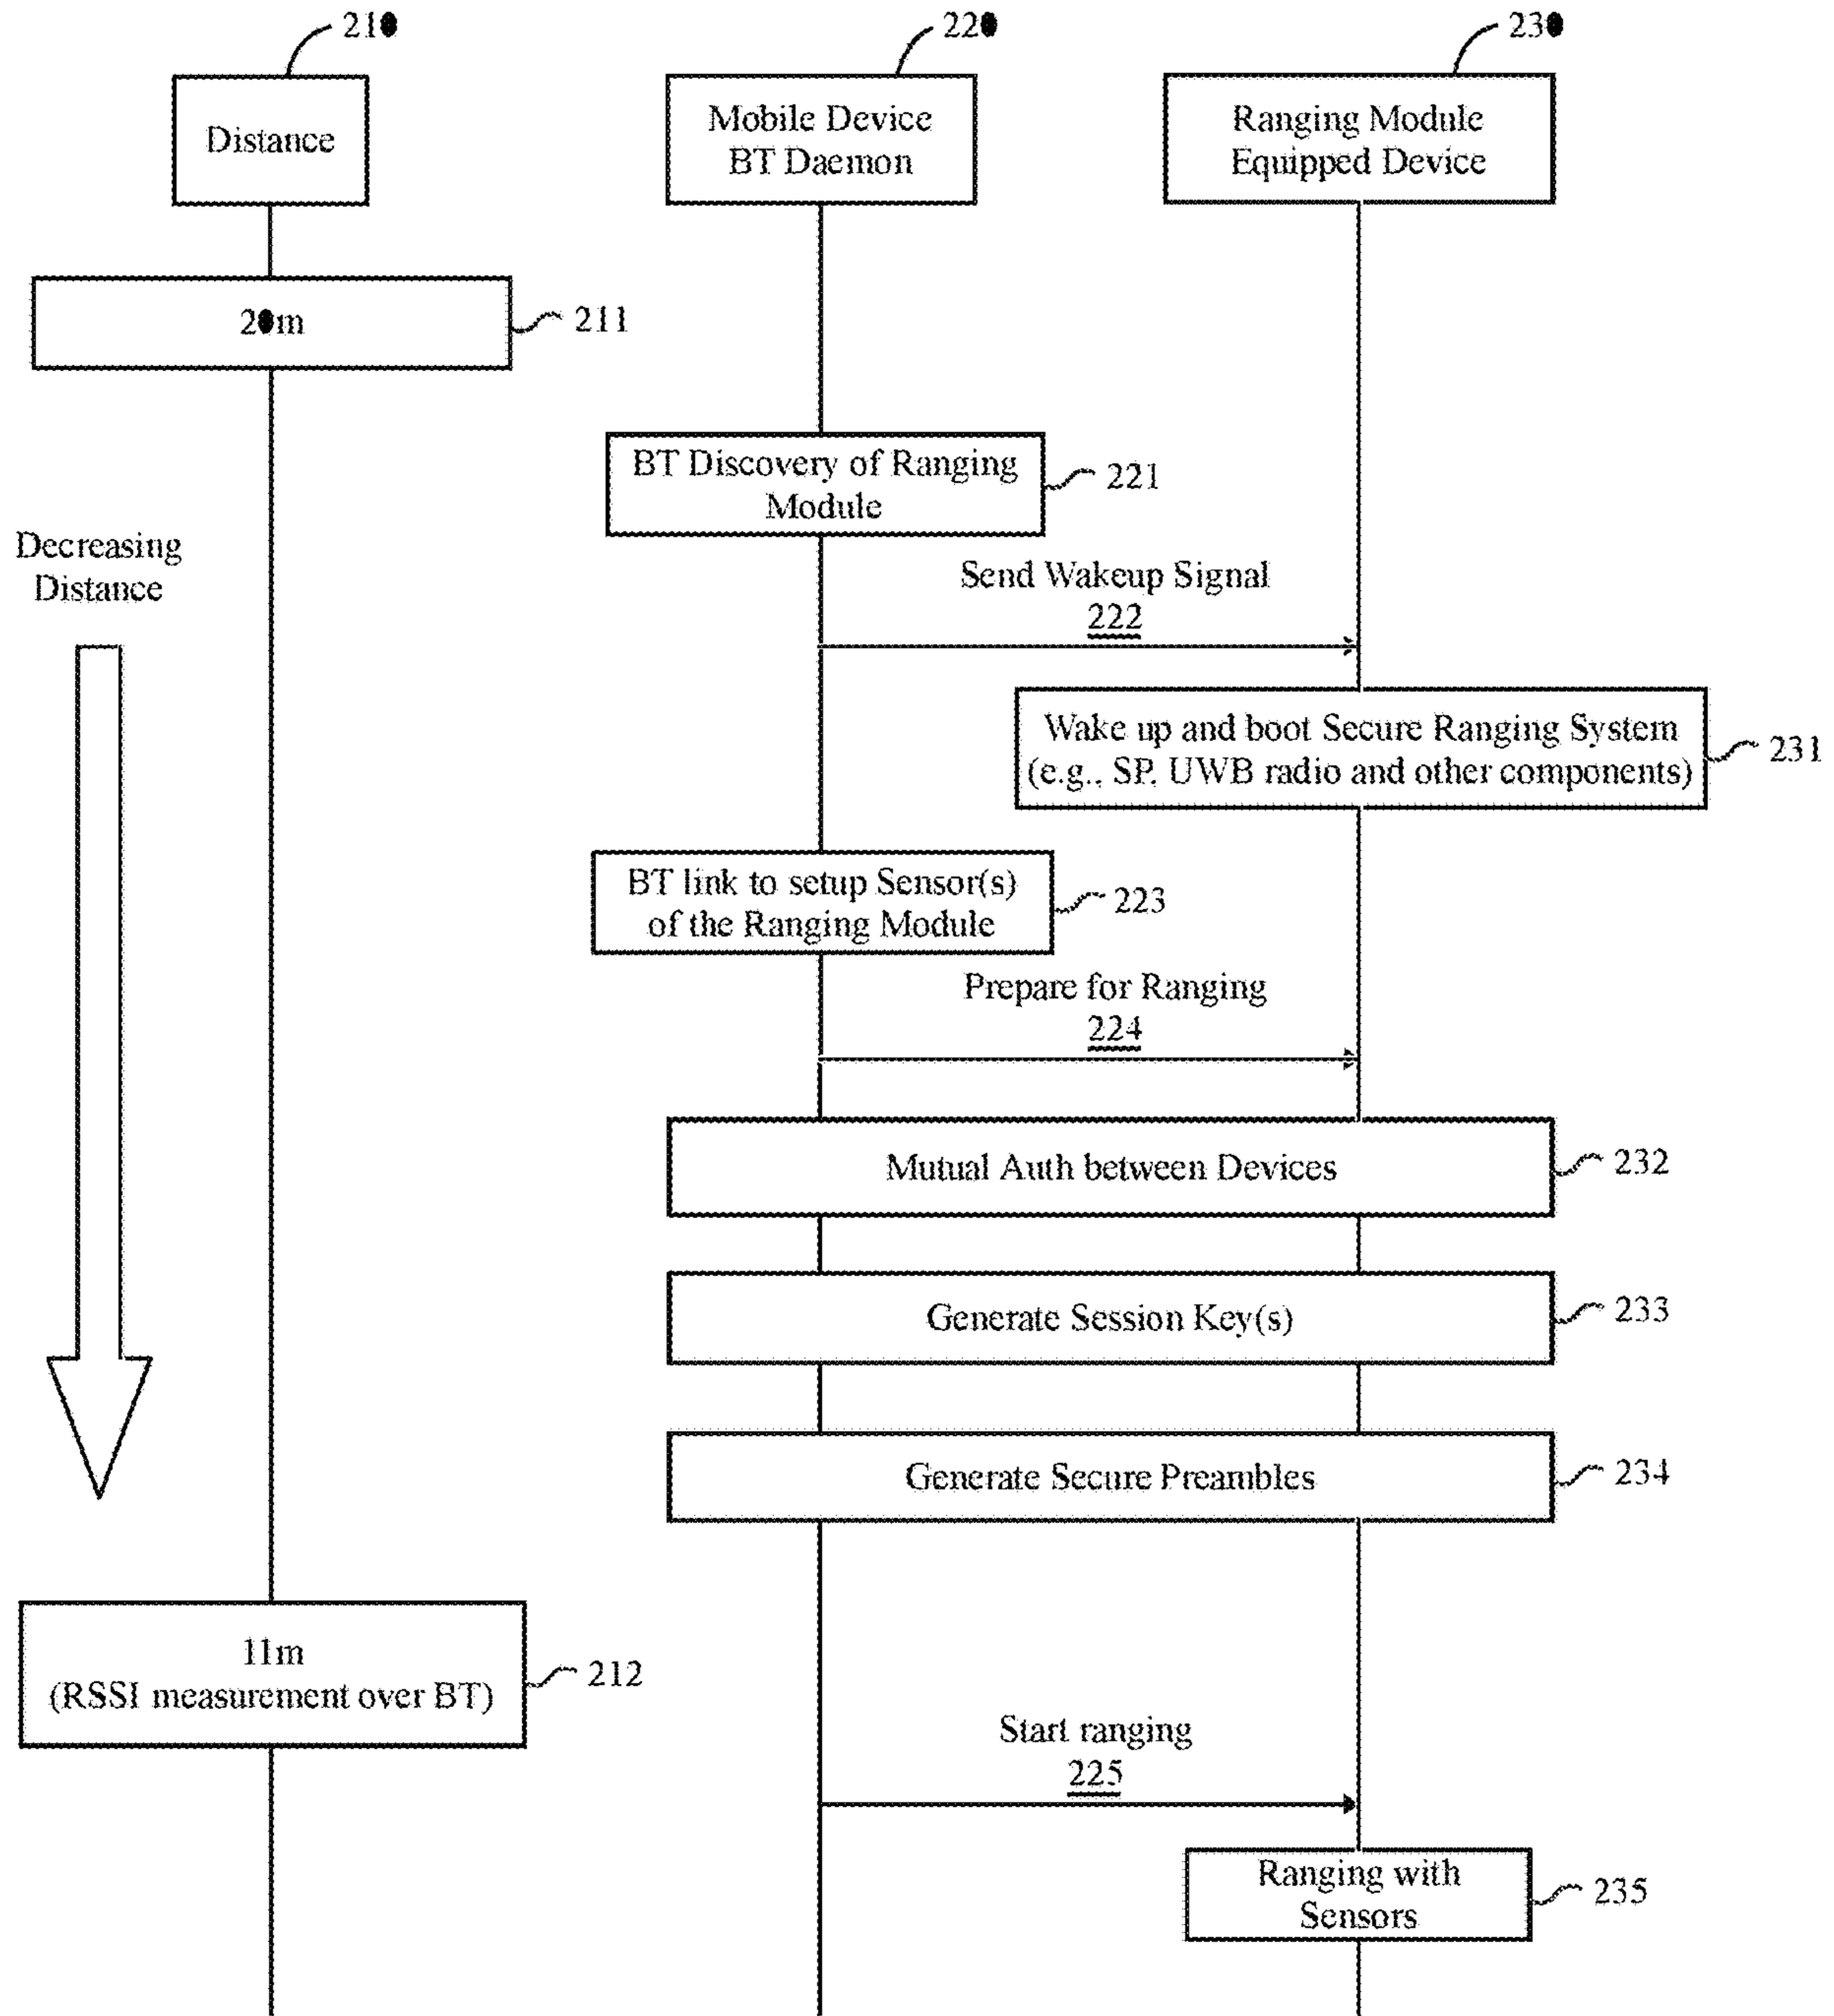 210
220
230
Distance
Mobile Device
BT Daemon
Ranging Module
Equipped Device
20m
211
BT Discovery of Ranging
Module
221
Decreasing
Distance
Send Wakeup Signal
222
Wake up and boot Secure Ranging System
(e.g., SP, UWB radio and other components)
231
BT link to setup Sensor(s)
of the Ranging Module
223
Prepare for Ranging
224
Mutual Auth between Devices
232
Generate Session Key(s)
233
Generate Secure Preambles
234
11m
(RSSI measurement over BT)
212
Start ranging
225
Ranging with
Sensors
235